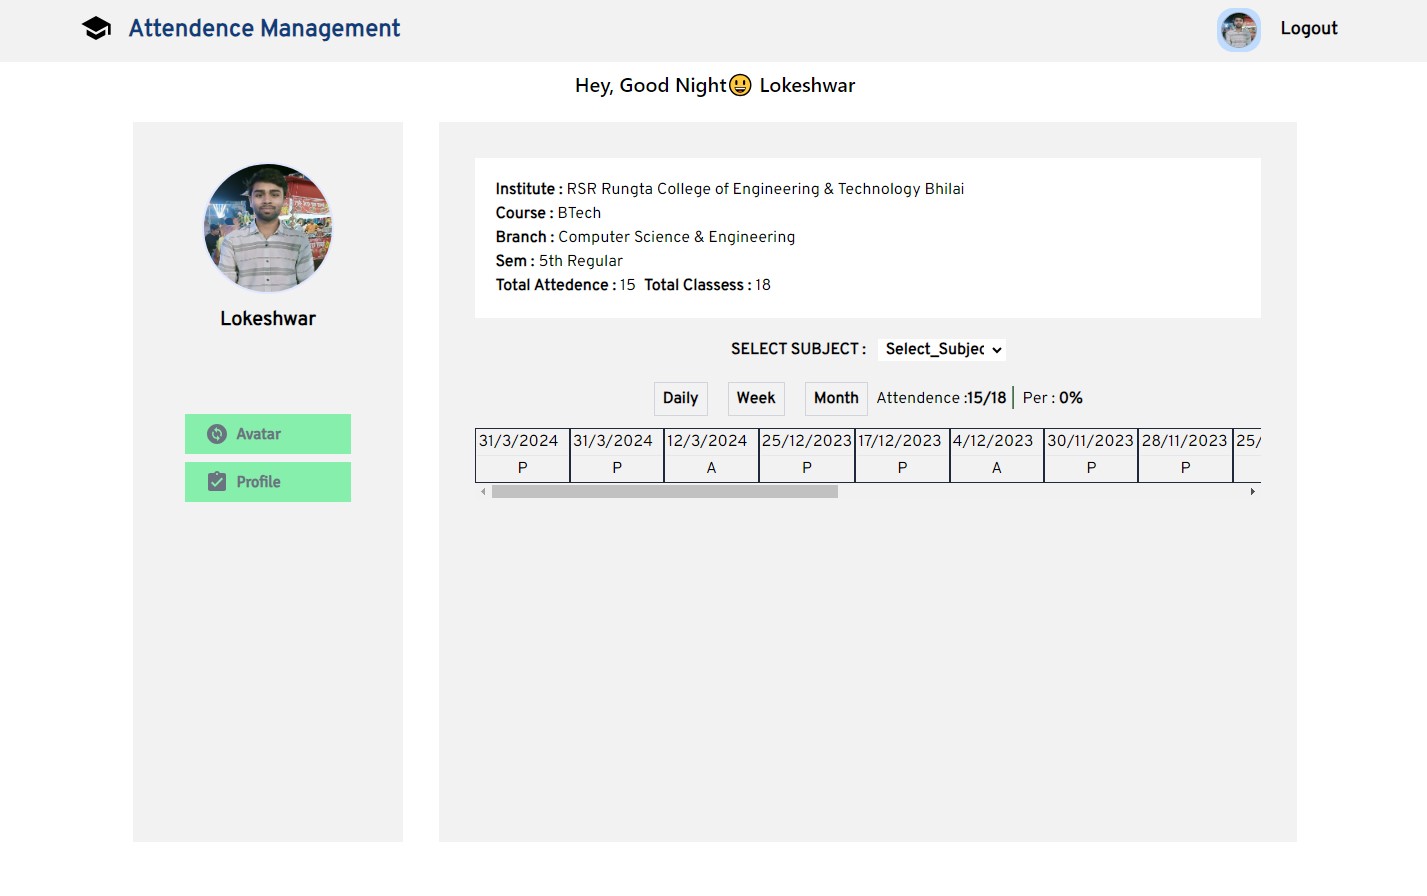 Attendence Management
Logout
Hey, Good Night😃 Lokeshwar
Lokeshwar
Avatar
Profile
Institute : RSR Rungta College of Engineering & Technology Bhilai
Course : BTech
Branch : Computer Science & Engineering
Sem : 5th Regular
Total Attedence : 15 Total Classess : 18
SELECT SUBJECT : Select_Subjec
Daily Week Month Attendence :15/18 Per : 0%
31/3/2024 31/3/2024 12/3/2024 25/12/2023 17/12/2023 4/12/2023 30/11/2023 28/11/2023 25/
P P A P P A P P